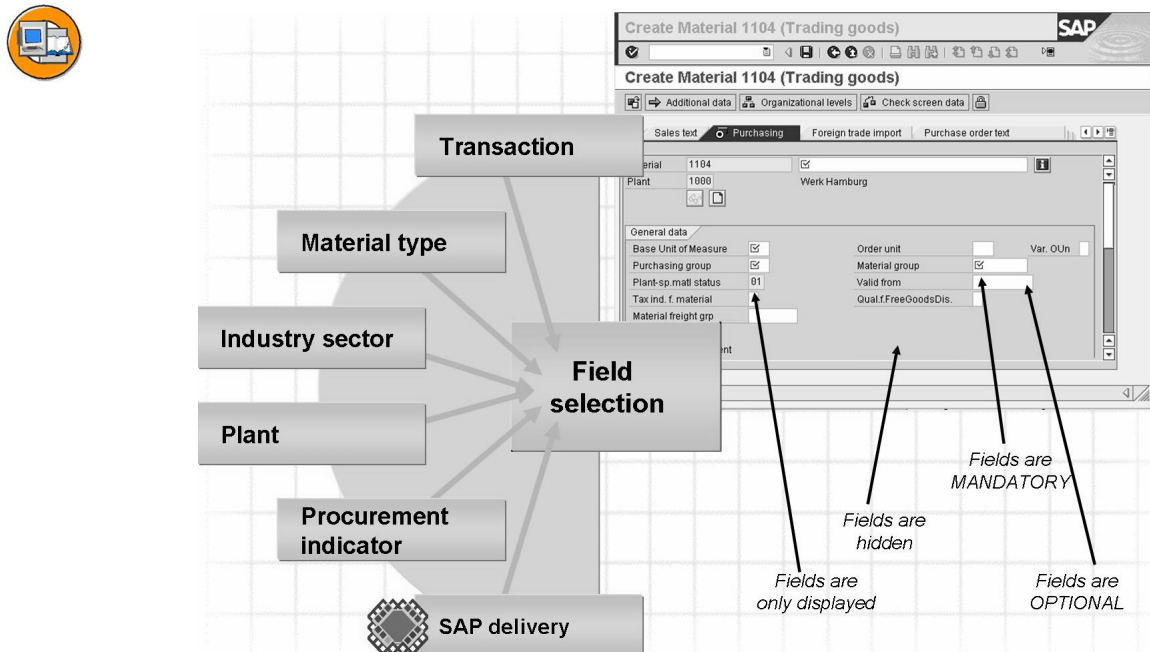 Create Material 1104 (Trading goods)
SAP
Create Material 1104 (Trading goods)
Additional data Organizational levels Check screen data
Sales text Purchasing Foreign trade import Purchase order text
erial 1104
Plant 1000 Werk Hamburg
General data
Base Unit of Measure Order unit Var. OUn
Purchasing group Material group
Plant-sp.matl status 01 Valid from
Tax ind. f. material Qual.f.FreeGoodsDis.
Material freight grp
ent
Transaction
Material type
Industry sector
Plant
Procurement
indicator
SAP delivery
Field
selection
Fields are
MANDATORY
Fields are
hidden
Fields are
only displayed
Fields are
OPTIONAL